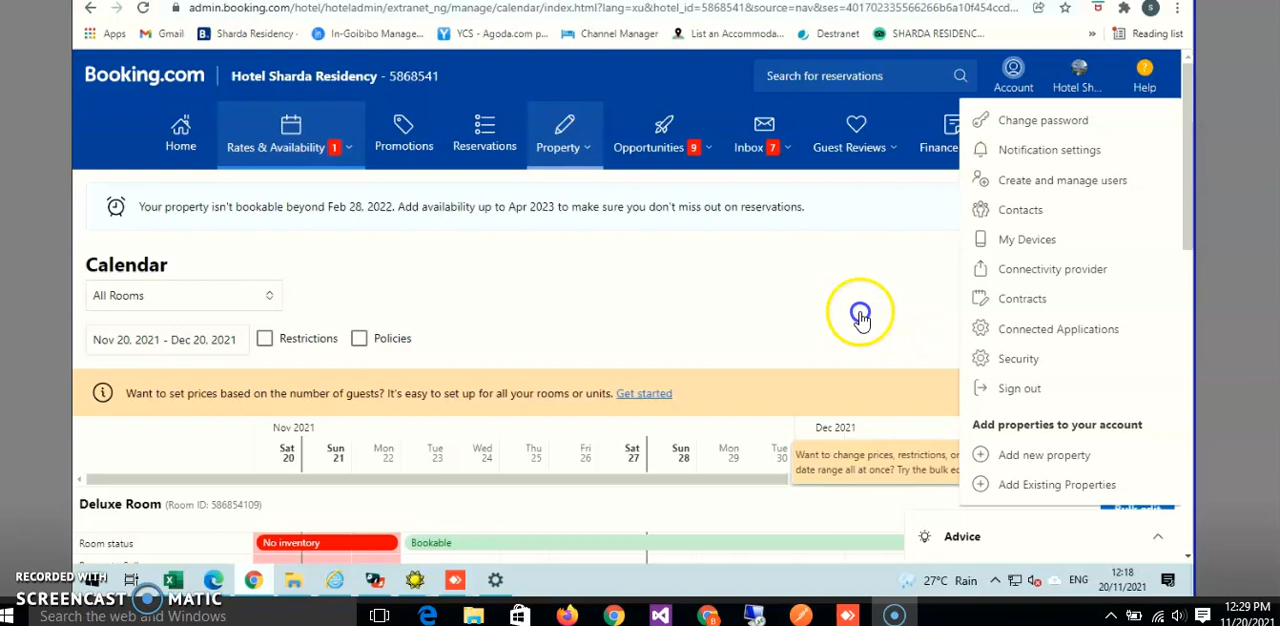 admin.booking.com/hotel/hoteladmin/extranet_ng/manage/calendar/index.html?lang=xu&hotel_id=5868541&source=nav&ses=401702335566266b6a10f454ccd...
Apps Gmail Sharda Residency In-Goibibo Manage... YCS - Agoda.com p... Channel Manager List an Accommoda... Destranet SHARDA RESIDENC... » Reading list
Booking.com Hotel Sharda Residency - 5868541 Search for reservations Account Hotel Sh... Help
Home Rates & Availability 1 Promotions Reservations Property Opportunities 9 Inbox 7 Guest Reviews Finance
Change password
Notification settings
Create and manage users
Contacts
My Devices
Connectivity provider
Contracts
Connected Applications
Security
Sign out
Add properties to your account
Add new property
Add Existing Properties
Your property isn't bookable beyond Feb 28, 2022. Add availability up to Apr 2023 to make sure you don't miss out on reservations.
Calendar
All Rooms
Nov 20, 2021 - Dec 20, 2021 Restrictions Policies
Want to set prices based on the number of guests? It's easy to set up for all your rooms or units. Get started
Nov 2021 Dec 2021
Sat Sun Mon Tue Wed Thu Fri Sat Sun Mon Tue
20 21 22 23 24 25 26 27 28 29 30
Want to change prices, restrictions, or
date range all at once? Try the bulk ed
Deluxe Room (Room ID: 586854109)
Bulk edit
Room status No inventory Bookable
Advice
27°C Rain ENG 12:18
20/11/2021
RECORDED WITH
SCREENCAST MATIC
Search the web and Windows
12:29 PM
11/20/2021